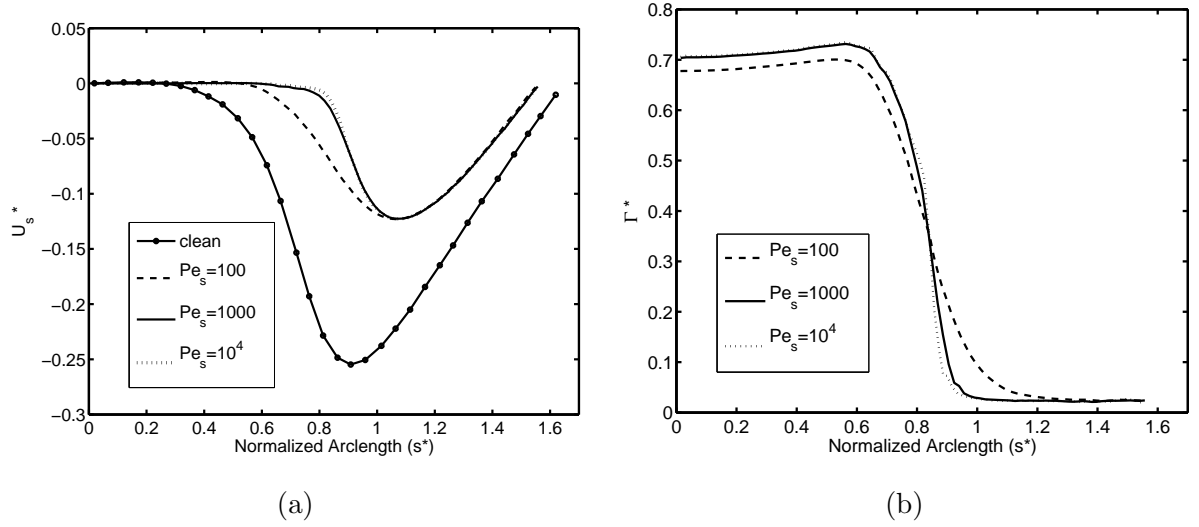 0.05
0
−0.05
−0.1
−0.15
−0.2
−0.25
−0.3
U_s*
clean
Pe_s=100
Pe_s=1000
Pe_s=10^4
0 0.2 0.4 0.6 0.8 1 1.2 1.4 1.6
Normalized Arclength (s*)
(a)
0.8
0.7
0.6
0.5
0.4
0.3
0.2
0.1
0
Γ*
Pe_s=100
Pe_s=1000
Pe_s=10^4
0 0.2 0.4 0.6 0.8 1 1.2 1.4 1.6
Normalized Arclength (s*)
(b)